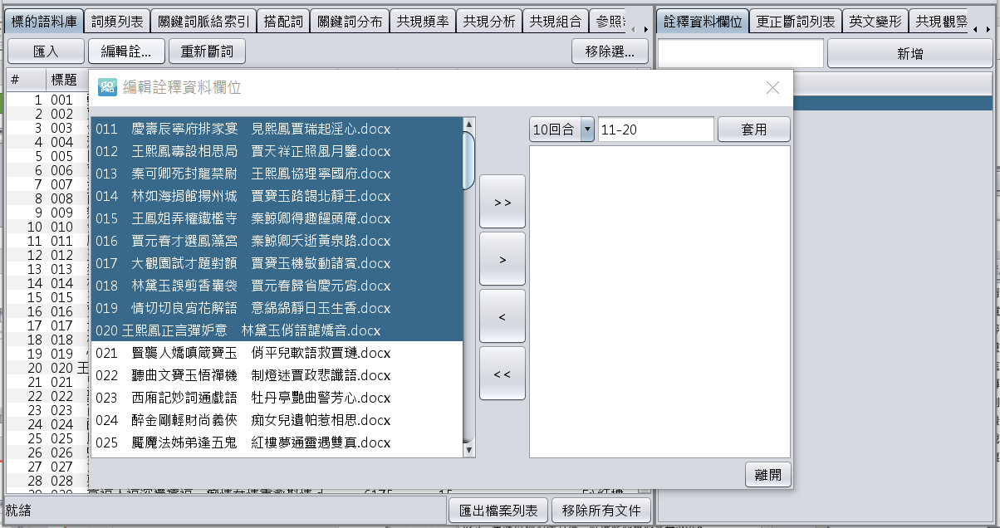 標的語料庫 詞頻列表 關鍵詞脈絡索引 搭配詞 關鍵詞分布 共現頻率 共現分析 共現組合 參照
詮釋資料欄位 更正斷詞列表 英文變形 共現觀察
匯入 編輯詮... 重新斷詞 移除選...
新增
# 標題
編輯詮釋資料欄位
1 001
2 002
3 003
4 004
5 005
6 006
7 007
8 008
9 009
10 010
11 011
12 012
13 013
14 014
15 015
16 016
17 017
18 018
19 019
20 020 王
21 021
22 022
23 023
24 024
25 025
26 026
27 027
28 028
011 慶壽辰寧府排家宴 見熙鳳賈瑞起淫心.docx
012 王熙鳳毒設相思局 賈天祥正照風月鑒.docx
013 秦可卿死封龍禁尉 王熙鳳協理寧國府.docx
014 林如海捐館揚州城 賈寶玉路謁北靜王.docx
015 王鳳姐弄權鐵檻寺 秦鯨卿得趣饅頭庵.docx
016 賈元春才選鳳藻宮 秦鯨卿夭逝黃泉路.docx
017 大觀園試才題對額 賈寶玉機敏動諸賓.docx
018 林黛玉誤剪香囊袋 賈元春歸省慶元宵.docx
019 情切切良宵花解語 意綿綿靜日玉生香.docx
020 王熙鳳正言彈妒意 林黛玉俏語謔嬌音.docx
021 賢襲人嬌嗔箴寶玉 俏平兒軟語救賈璉.docx
022 聽曲文寶玉悟禪機 制燈迷賈政悲讖語.docx
023 西廂記妙詞通戲語 牡丹亭艷曲警芳心.docx
024 醉金剛輕財尚義俠 痴女兒遺帕惹相思.docx
025 魘魔法姊弟逢五鬼 紅樓夢通靈遇雙真.docx
>>
>
<
<<
10回合 11-20 套用
離開
就緒 匯出檔案列表 移除所有文件